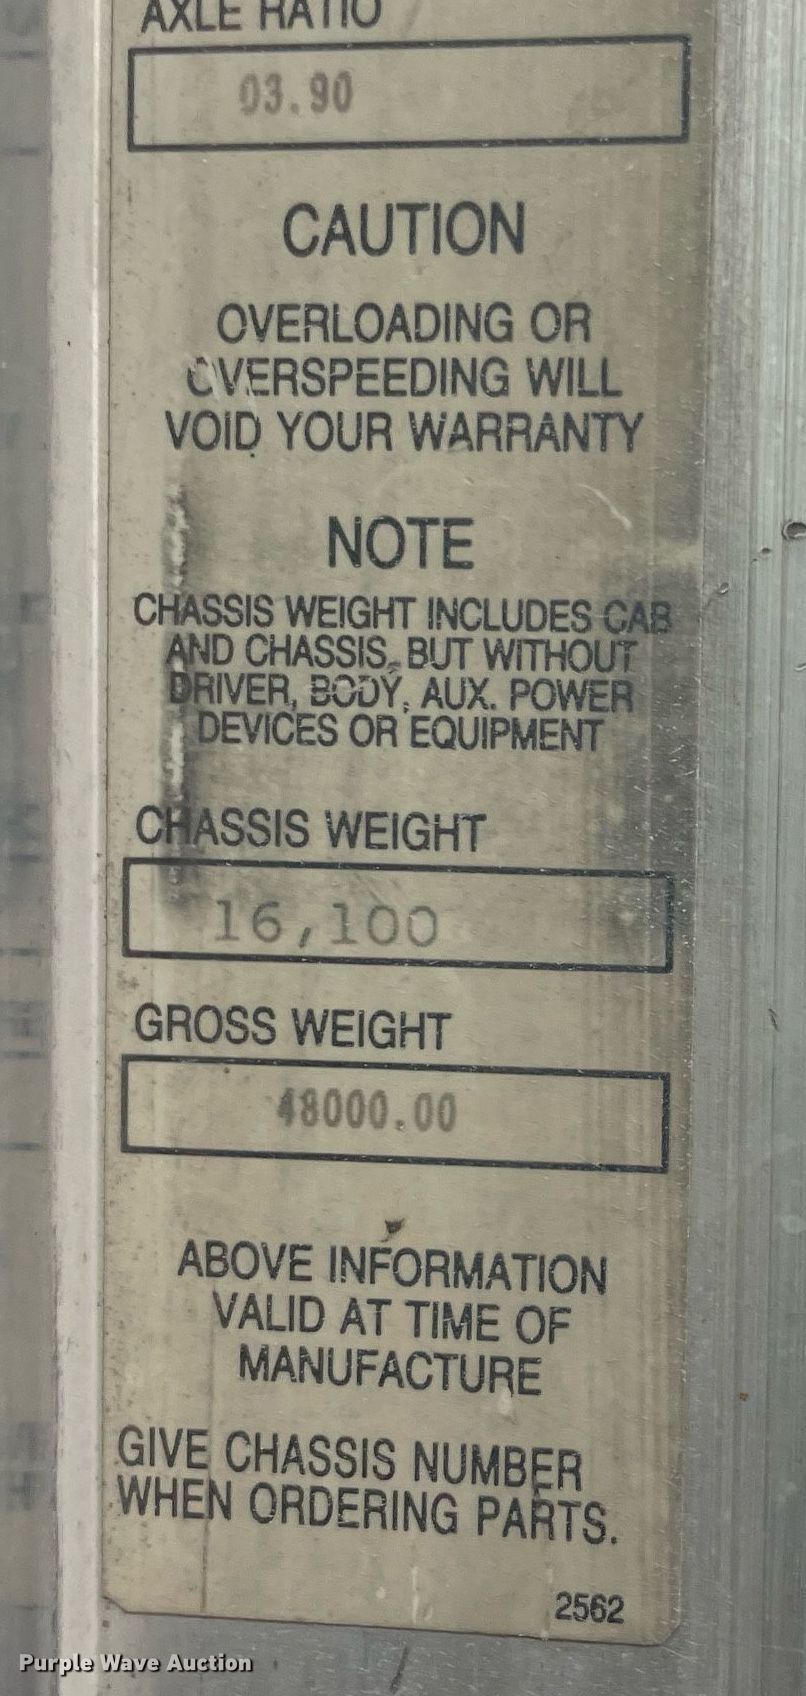 AXLE RATIO
03.90
CAUTION
OVERLOADING OR
OVERSPEEDING WILL
VOID YOUR WARRANTY
NOTE
CHASSIS WEIGHT INCLUDES CAB
AND CHASSIS, BUT WITHOUT
DRIVER, BODY, AUX. POWER
DEVICES OR EQUIPMENT
CHASSIS WEIGHT
16,100
GROSS WEIGHT
48000.00
ABOVE INFORMATION
VALID AT TIME OF
MANUFACTURE
GIVE CHASSIS NUMBER
WHEN ORDERING PARTS.
2562
Purple Wave Auction